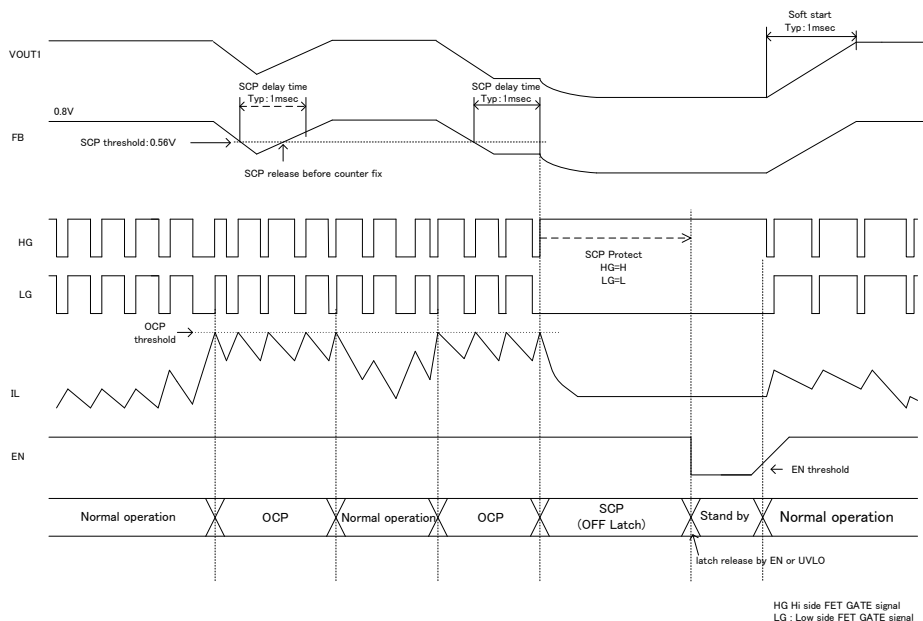 Soft start
Typ：1msec
VOUT1
SCP delay time
Typ：1msec
SCP delay time
Typ：1msec
0.8V
FB
SCP threshold：0.56V
SCP release before counter fix
HG
SCP Protect
HG=H
LG=L
LG
OCP
threshold
IL
EN
EN threshold
Normal operation
OCP
Normal operation
OCP
SCP
(OFF Latch)
Stand by
Normal operation
latch release by EN or UVLO
HG Hi side FET GATE signal
LG : Low side FET GATE signal